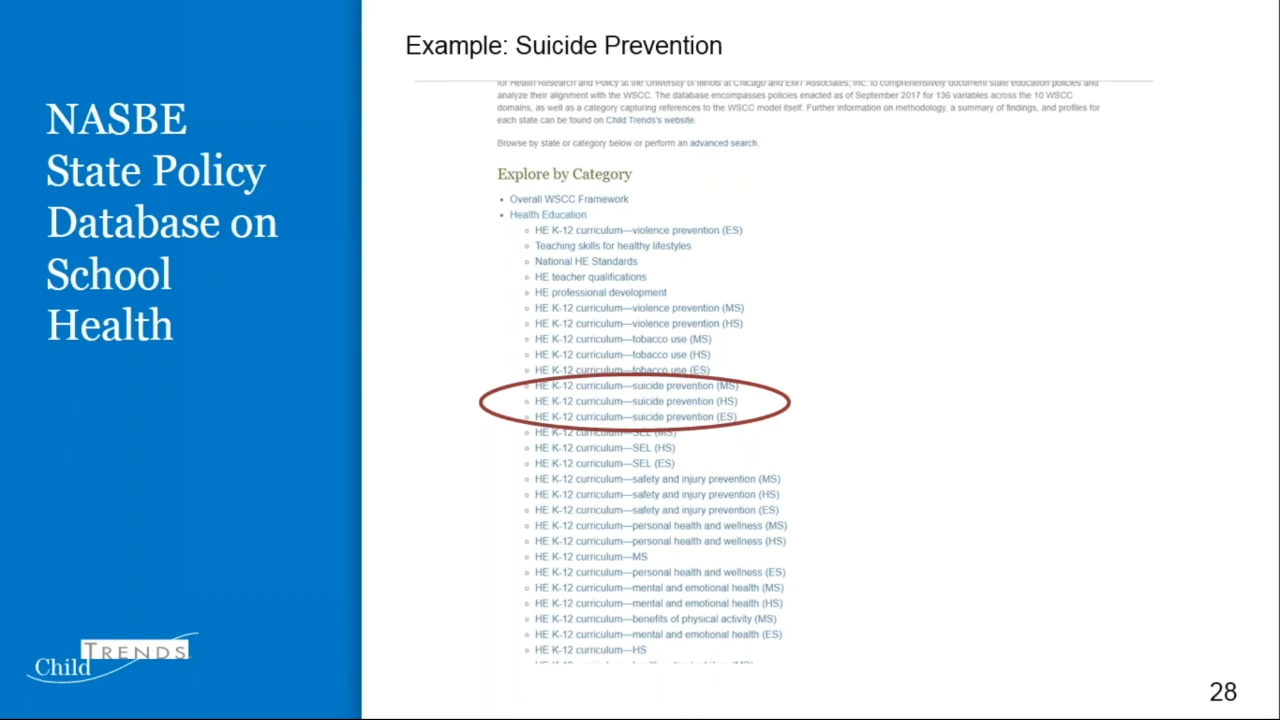 NASBE
State Policy
Database on
School
Health
Child TRENDS
Example: Suicide Prevention
for Health Research and Policy at the University of Illinois at Chicago and EMT Associates, Inc. to comprehensively document state education policies and
analyze their alignment with the WSCC. The database encompasses policies enacted as of September 2017 for 136 variables across the 10 WSCC
domains, as well as a category capturing references to the WSCC model itself. Further information on methodology, a summary of findings, and profiles for
each state can be found on Child Trends's website.
Browse by state or category below or perform an advanced search.
Explore by Category
Overall WSCC Framework
Health Education
HE K-12 curriculum—violence prevention (ES)
Teaching skills for healthy lifestyles
National HE Standards
HE teacher qualifications
HE professional development
HE K-12 curriculum—violence prevention (MS)
HE K-12 curriculum—violence prevention (HS)
HE K-12 curriculum—tobacco use (MS)
HE K-12 curriculum—tobacco use (HS)
HE K-12 curriculum—tobacco use (ES)
HE K-12 curriculum—suicide prevention (MS)
HE K-12 curriculum—suicide prevention (HS)
HE K-12 curriculum—suicide prevention (ES)
HE K-12 curriculum—SEL (MS)
HE K-12 curriculum—SEL (HS)
HE K-12 curriculum—SEL (ES)
HE K-12 curriculum—safety and injury prevention (MS)
HE K-12 curriculum—safety and injury prevention (HS)
HE K-12 curriculum—safety and injury prevention (ES)
HE K-12 curriculum—personal health and wellness (MS)
HE K-12 curriculum—personal health and wellness (HS)
HE K-12 curriculum—MS
HE K-12 curriculum—personal health and wellness (ES)
HE K-12 curriculum—mental and emotional health (MS)
HE K-12 curriculum—mental and emotional health (HS)
HE K-12 curriculum—benefits of physical activity (MS)
HE K-12 curriculum—mental and emotional health (ES)
HE K-12 curriculum—HS
28